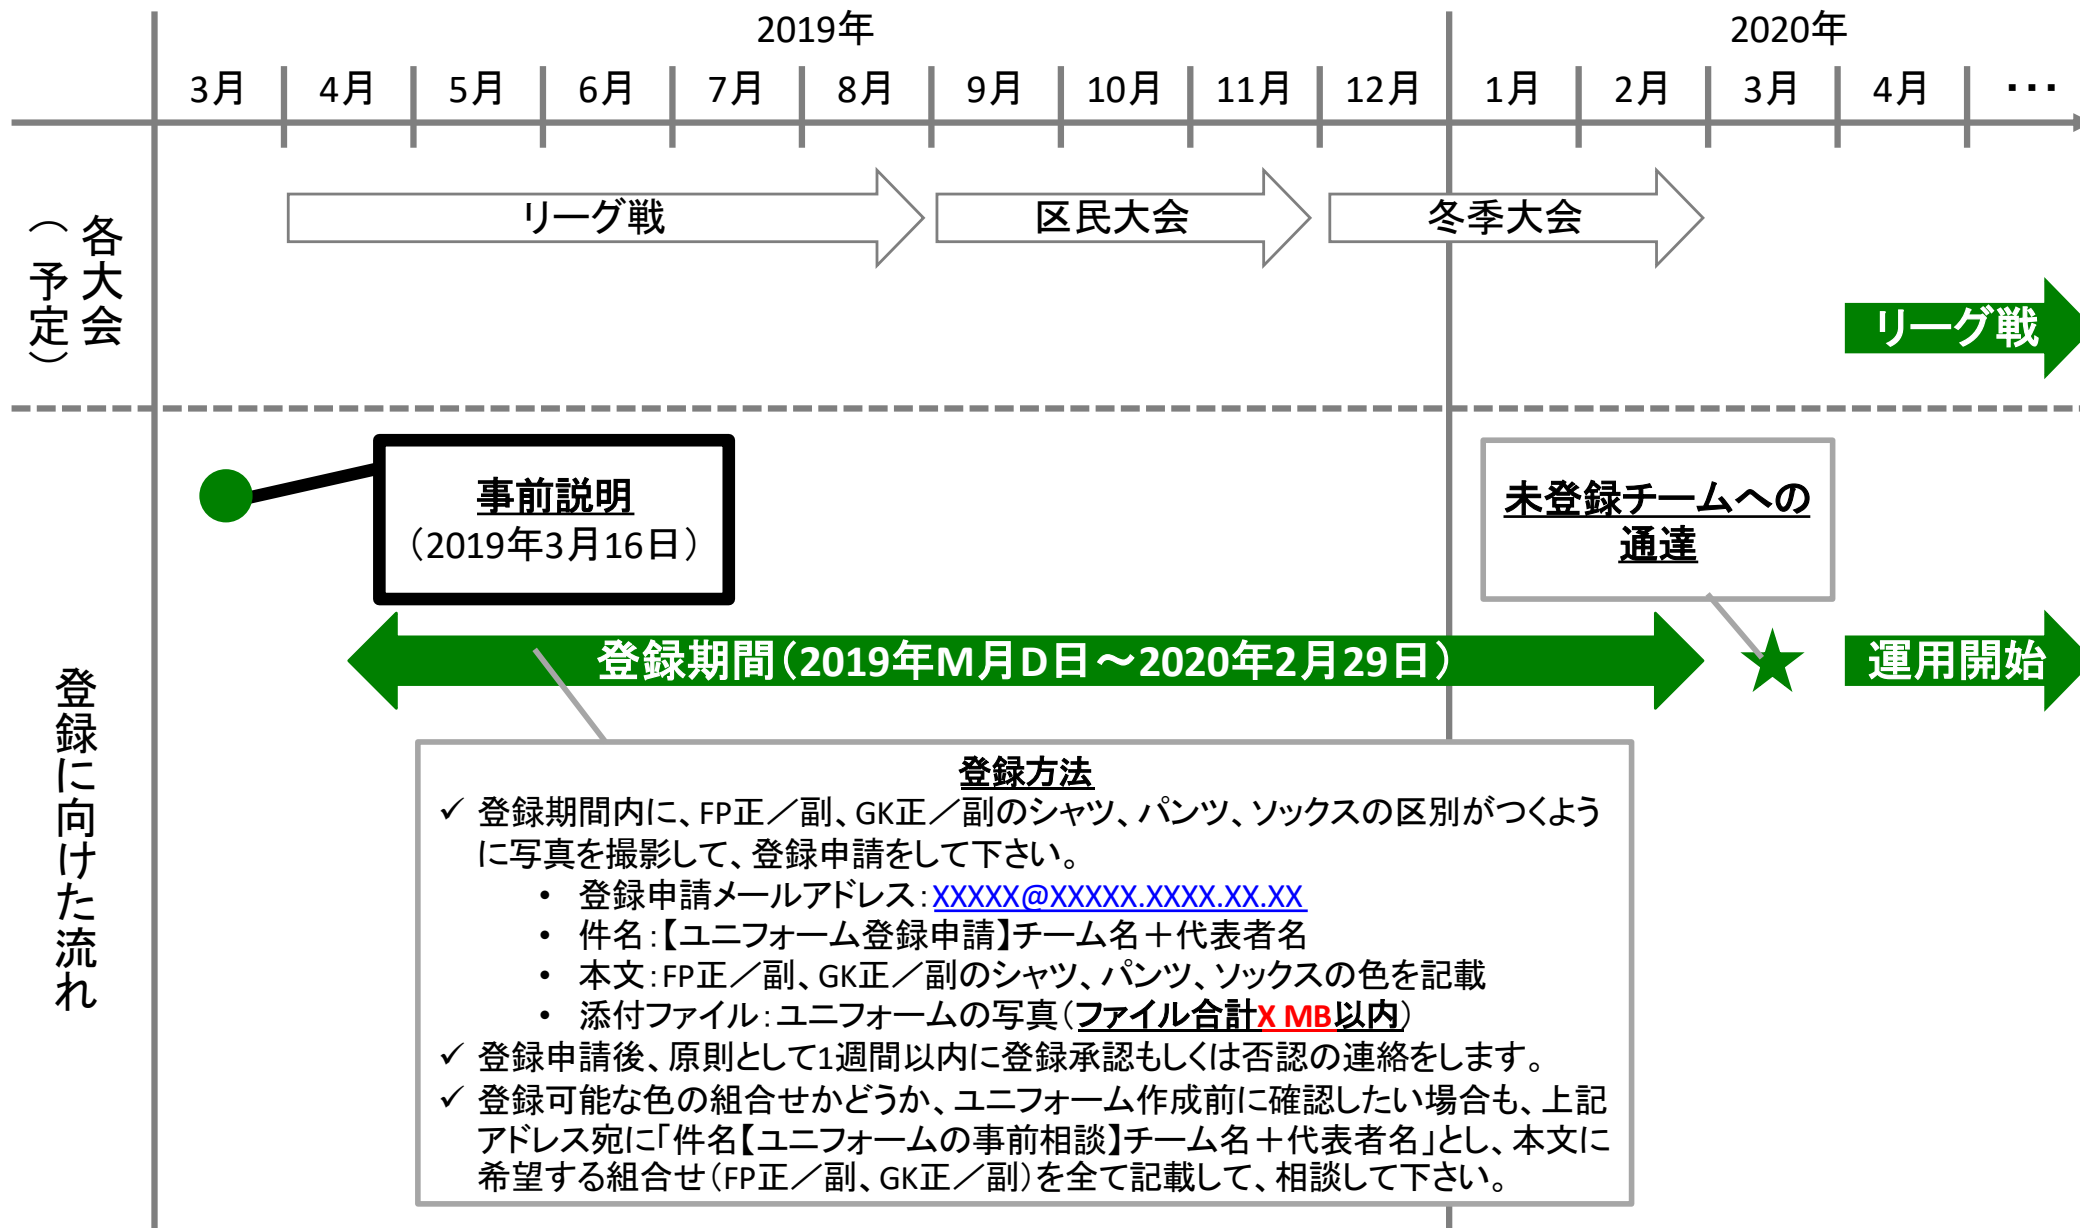 2019年
2020年
3月 4月 5月 6月 7月 8月 9月 10月 11月 12月 1月 2月 3月 4月 ･･･
各大会
（予定）
リーグ戦
区民大会
冬季大会
リーグ戦
登録に向けた流れ
事前説明
（2019年3月16日）
未登録チームへの
通達
登録期間（2019年M月D日～2020年2月29日）
運用開始
登録方法
✓ 登録期間内に、FP正／副、GK正／副のシャツ、パンツ、ソックスの区別がつくよう
に写真を撮影して、登録申請をして下さい。
• 登録申請メールアドレス：XXXXX@XXXXX.XXXX.XX.XX
• 件名：【ユニフォーム登録申請】チーム名＋代表者名
• 本文：FP正／副、GK正／副のシャツ、パンツ、ソックスの色を記載
• 添付ファイル：ユニフォームの写真（ファイル合計X MB以内）
✓ 登録申請後、原則として1週間以内に登録承認もしくは否認の連絡をします。
✓ 登録可能な色の組合せかどうか、ユニフォーム作成前に確認したい場合も、上記
アドレス宛に「件名【ユニフォームの事前相談】チーム名＋代表者名」とし、本文に
希望する組合せ（FP正／副、GK正／副）を全て記載して、相談して下さい。